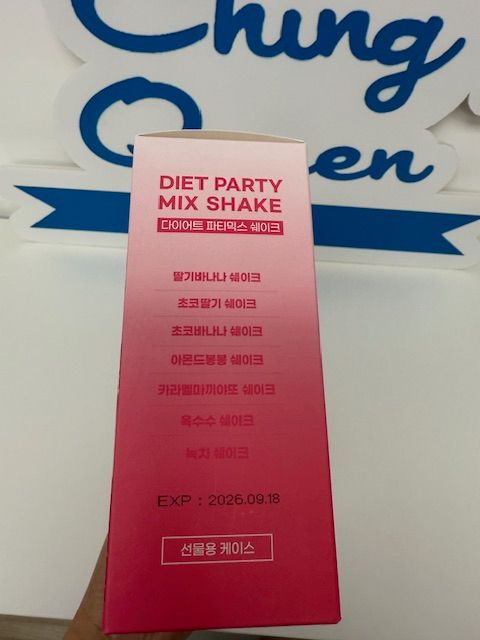 Ching
Queen
DIET PARTY
MIX SHAKE
다이어트 파티믹스 쉐이크
딸기바나나 쉐이크
초코딸기 쉐이크
초코바나나 쉐이크
아몬드봉봉 쉐이크
카라멜마끼야또 쉐이크
옥수수 쉐이크
녹차 쉐이크
EXP : 2026.09.18
선물용 케이스